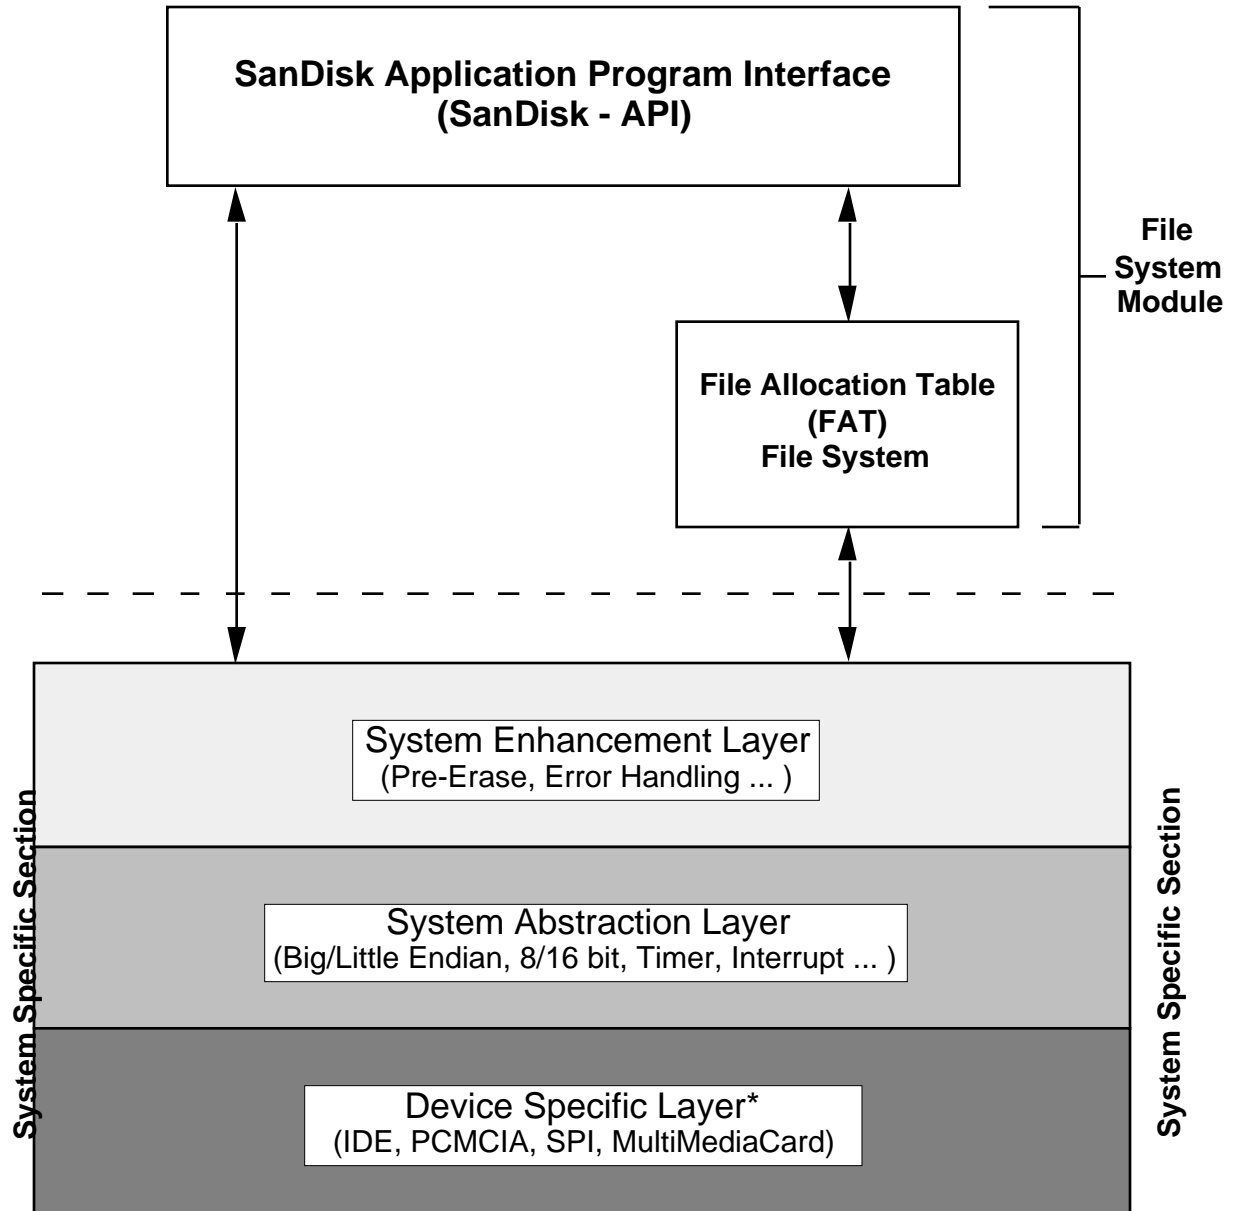 SanDisk Application Program Interface
(SanDisk - API)
File
System
Module
File Allocation Table
(FAT)
File System
System Enhancement Layer
(Pre-Erase, Error Handling ... )
System Specific Section
System Specific Section
System Abstraction Layer
(Big/Little Endian, 8/16 bit, Timer, Interrupt ... )
Device Specific Layer*
(IDE, PCMCIA, SPI, MultiMediaCard)